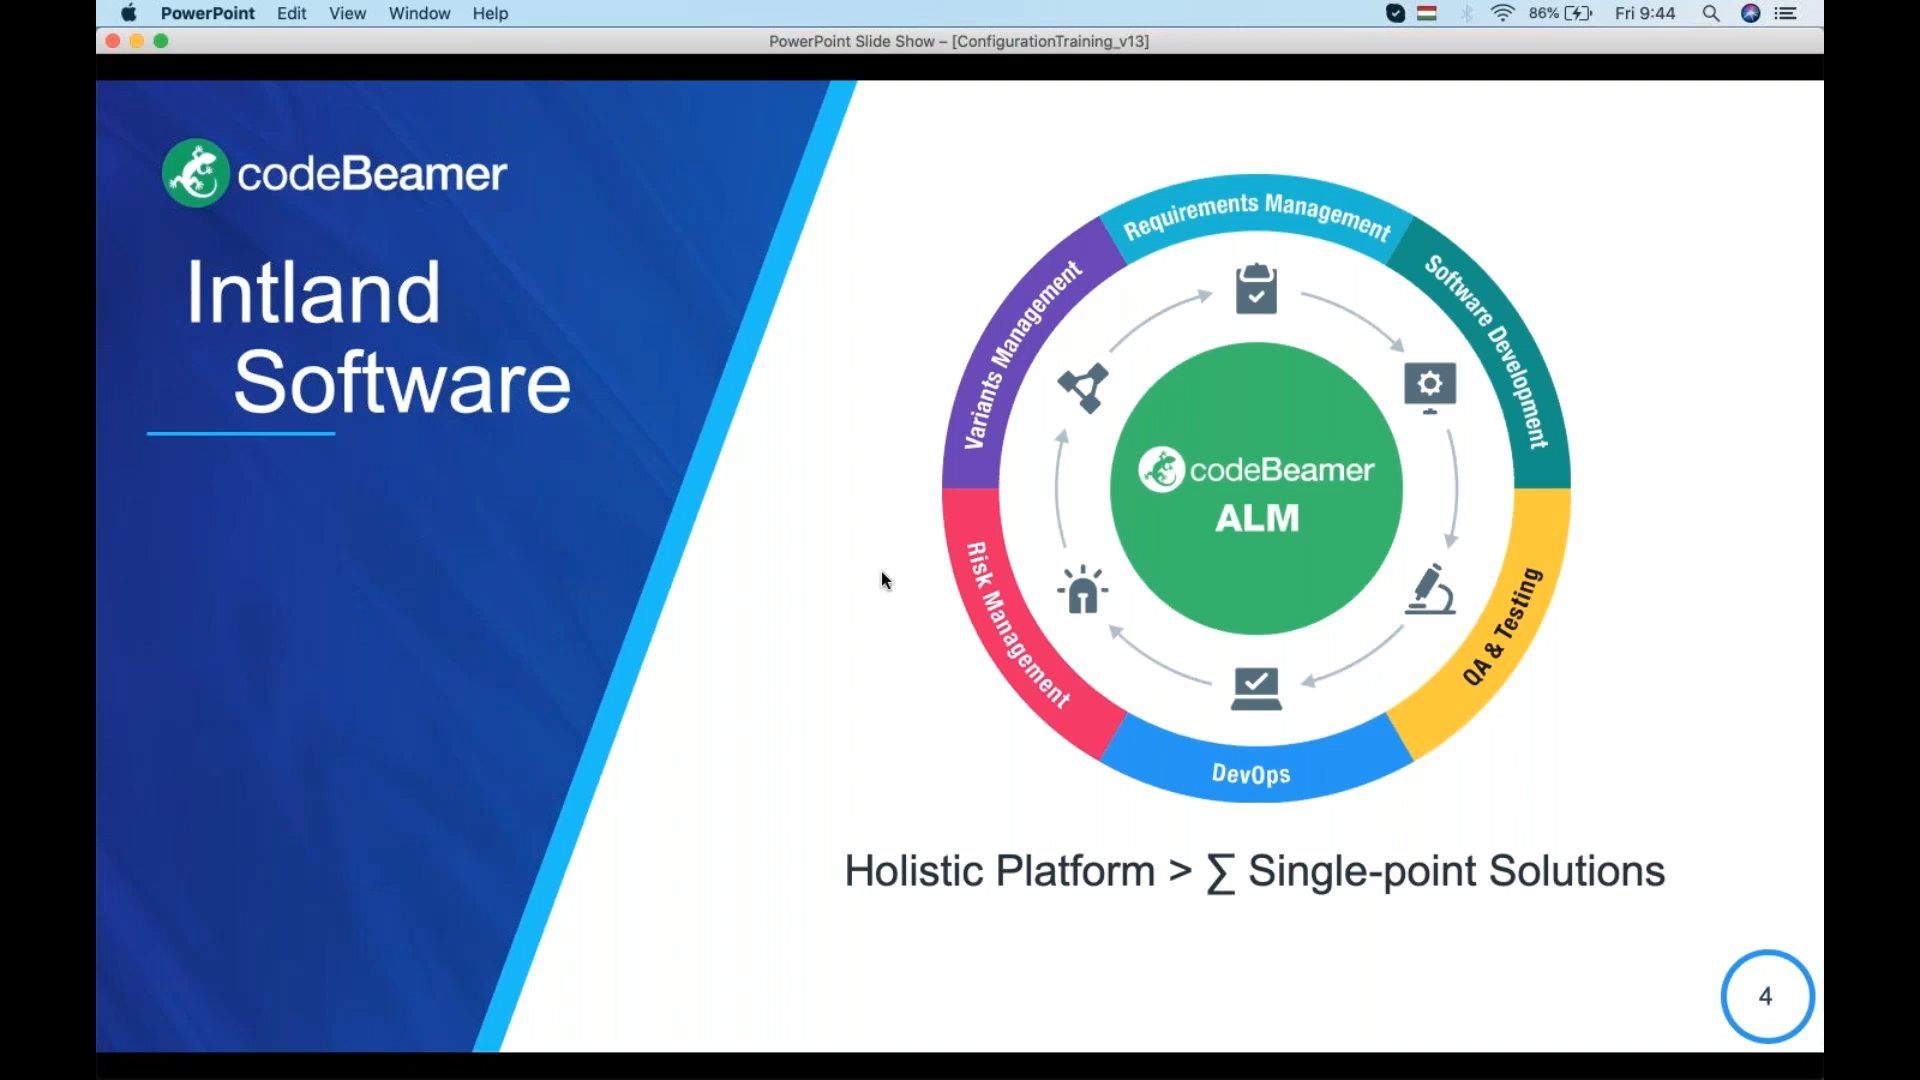 PowerPoint Edit View Window Help
86% Fri 9:44
PowerPoint Slide Show – [ConfigurationTraining_v13]
codeBeamer
Intland
Software
Requirements Management
Software Development
Variants Management
codeBeamer
ALM
Risk Management
QA & Testing
DevOps
Holistic Platform > ∑ Single-point Solutions
4